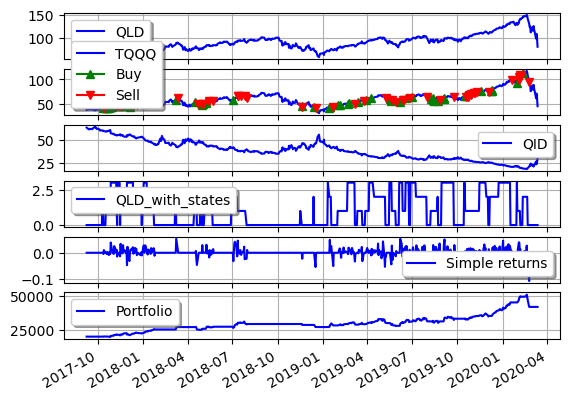 150
100
QLD
TQQQ
Buy
Sell
100
50
50
25
QID
2.5
0.0
QLD_with_states
0.0
−0.1
Simple returns
50000
25000
Portfolio
2017-10
2018-01
2018-04
2018-07
2018-10
2019-01
2019-04
2019-07
2019-10
2020-01
2020-04